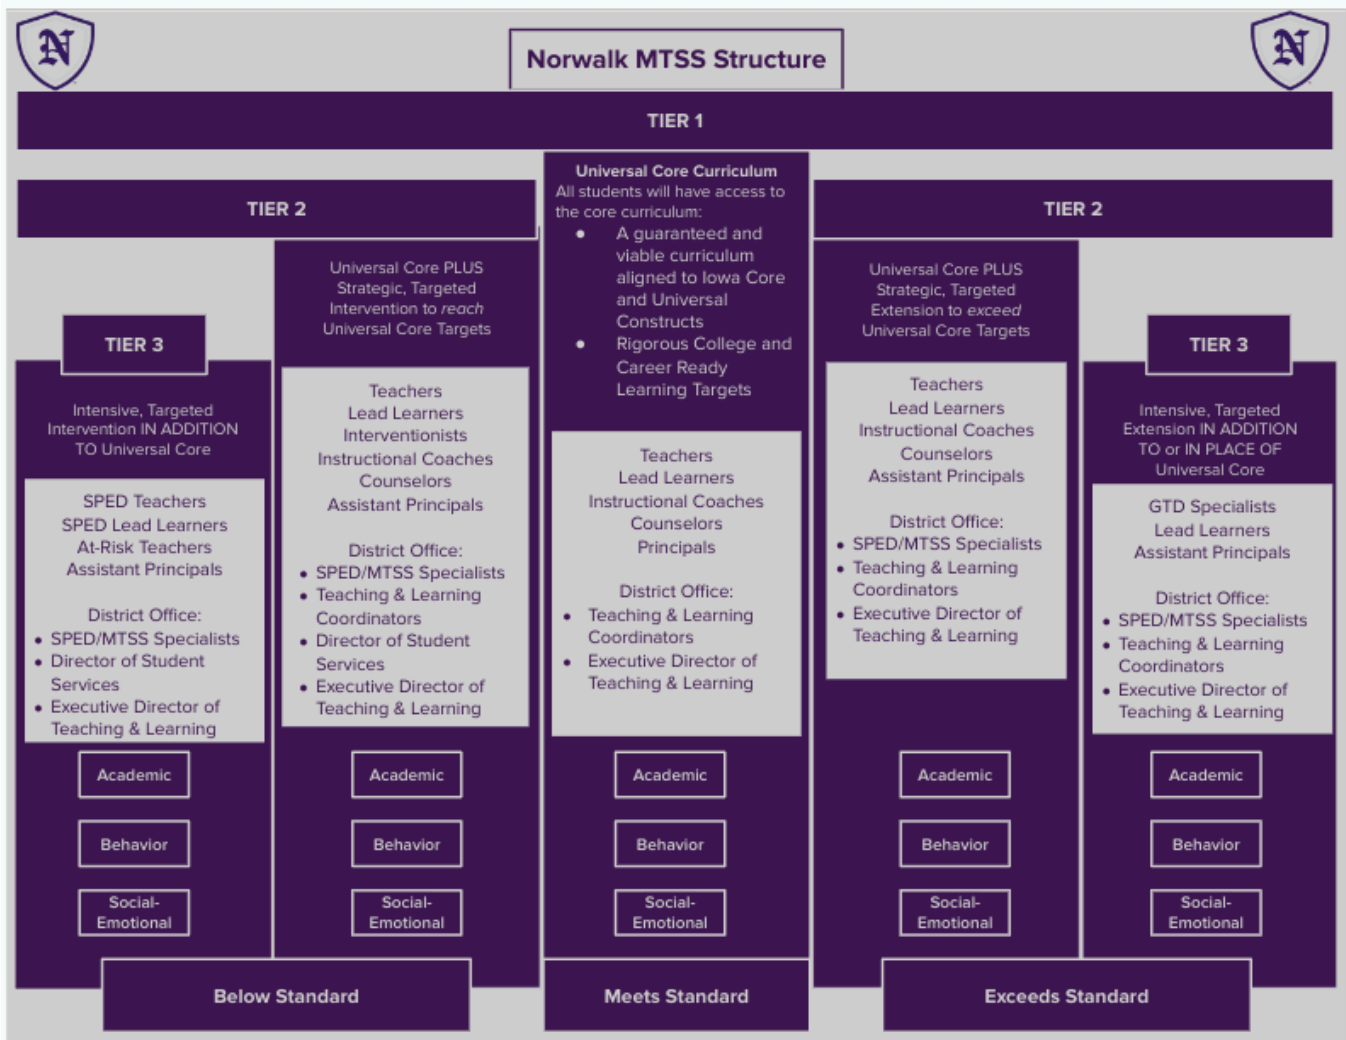 N
N
Norwalk MTSS Structure
TIER 1
TIER 2
Universal Core Curriculum
All students will have access to
the core curriculum:
● A guaranteed and
viable curriculum
aligned to Iowa Core
and Universal
Constructs
● Rigorous College and
Career Ready
Learning Targets
TIER 2
TIER 3
Intensive, Targeted
Intervention IN ADDITION
TO Universal Core
SPED Teachers
SPED Lead Learners
At-Risk Teachers
Assistant Principals
District Office:
● SPED/MTSS Specialists
● Director of Student
Services
● Executive Director of
Teaching & Learning
Academic
Behavior
Social-
Emotional
Universal Core PLUS
Strategic, Targeted
Intervention to reach
Universal Core Targets
Teachers
Lead Learners
Interventionists
Instructional Coaches
Counselors
Assistant Principals
District Office:
● SPED/MTSS Specialists
● Teaching & Learning
Coordinators
● Director of Student
Services
● Executive Director of
Teaching & Learning
Academic
Behavior
Social-
Emotional
Teachers
Lead Learners
Instructional Coaches
Counselors
Principals
District Office:
● Teaching & Learning
Coordinators
● Executive Director of
Teaching & Learning
Academic
Behavior
Social-
Emotional
Universal Core PLUS
Strategic, Targeted
Extension to exceed
Universal Core Targets
Teachers
Lead Learners
Instructional Coaches
Counselors
Assistant Principals
District Office:
● SPED/MTSS Specialists
● Teaching & Learning
Coordinators
● Executive Director of
Teaching & Learning
Academic
Behavior
Social-
Emotional
TIER 3
Intensive, Targeted
Extension IN ADDITION
TO or IN PLACE OF
Universal Core
GTD Specialists
Lead Learners
Assistant Principals
District Office:
● SPED/MTSS Specialists
● Teaching & Learning
Coordinators
● Executive Director of
Teaching & Learning
Academic
Behavior
Social-
Emotional
Below Standard
Meets Standard
Exceeds Standard